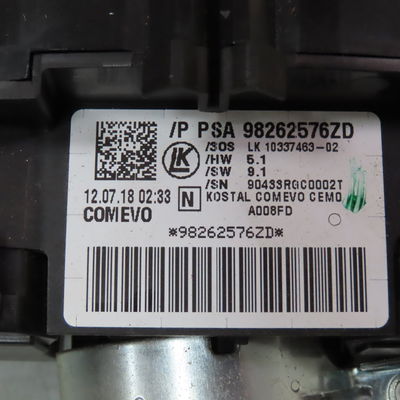 /P PSA 98262576ZD
/SOS LK 10337463-02
LK
/HW 5.1
/SW 9.1
/SN 90433RGC0002T
12.07.18 02:33 N KOSTAL COMEVO CEMO
COMEVO A008FD
*98262576ZD*